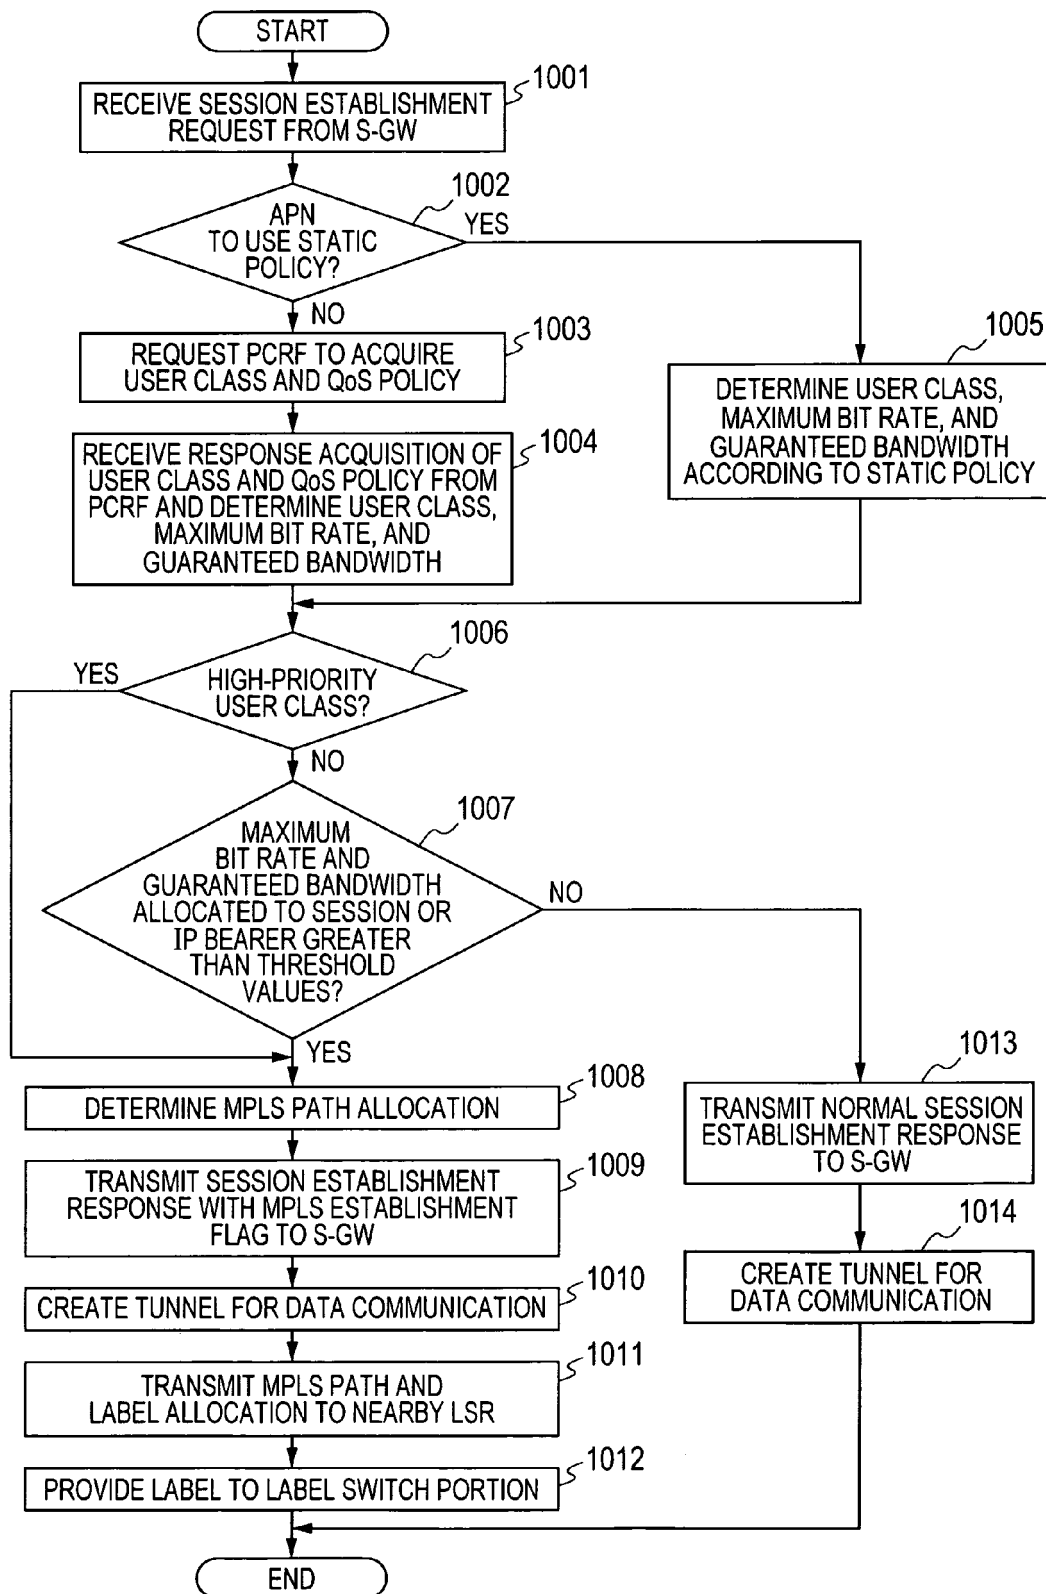 START
1001
RECEIVE SESSION ESTABLISHMENT
REQUEST FROM S-GW
1002
APN
TO USE STATIC
POLICY?
YES
NO
1003
REQUEST PCRF TO ACQUIRE
USER CLASS AND QoS POLICY
1005
DETERMINE USER CLASS,
MAXIMUM BIT RATE, AND
GUARANTEED BANDWIDTH
ACCORDING TO STATIC POLICY
1004
RECEIVE RESPONSE ACQUISITION OF
USER CLASS AND QoS POLICY FROM
PCRF AND DETERMINE USER CLASS,
MAXIMUM BIT RATE, AND
GUARANTEED BANDWIDTH
1006
YES
HIGH-PRIORITY
USER CLASS?
NO
1007
MAXIMUM
BIT RATE AND
GUARANTEED BANDWIDTH
ALLOCATED TO SESSION OR
IP BEARER GREATER
THAN THRESHOLD
VALUES?
NO
YES
1008
DETERMINE MPLS PATH ALLOCATION
1013
TRANSMIT NORMAL SESSION
ESTABLISHMENT RESPONSE
TO S-GW
1009
TRANSMIT SESSION ESTABLISHMENT
RESPONSE WITH MPLS ESTABLISHMENT
FLAG TO S-GW
1014
CREATE TUNNEL FOR
DATA COMMUNICATION
1010
CREATE TUNNEL FOR DATA COMMUNICATION
1011
TRANSMIT MPLS PATH AND
LABEL ALLOCATION TO NEARBY LSR
1012
PROVIDE LABEL TO LABEL SWITCH PORTION
END